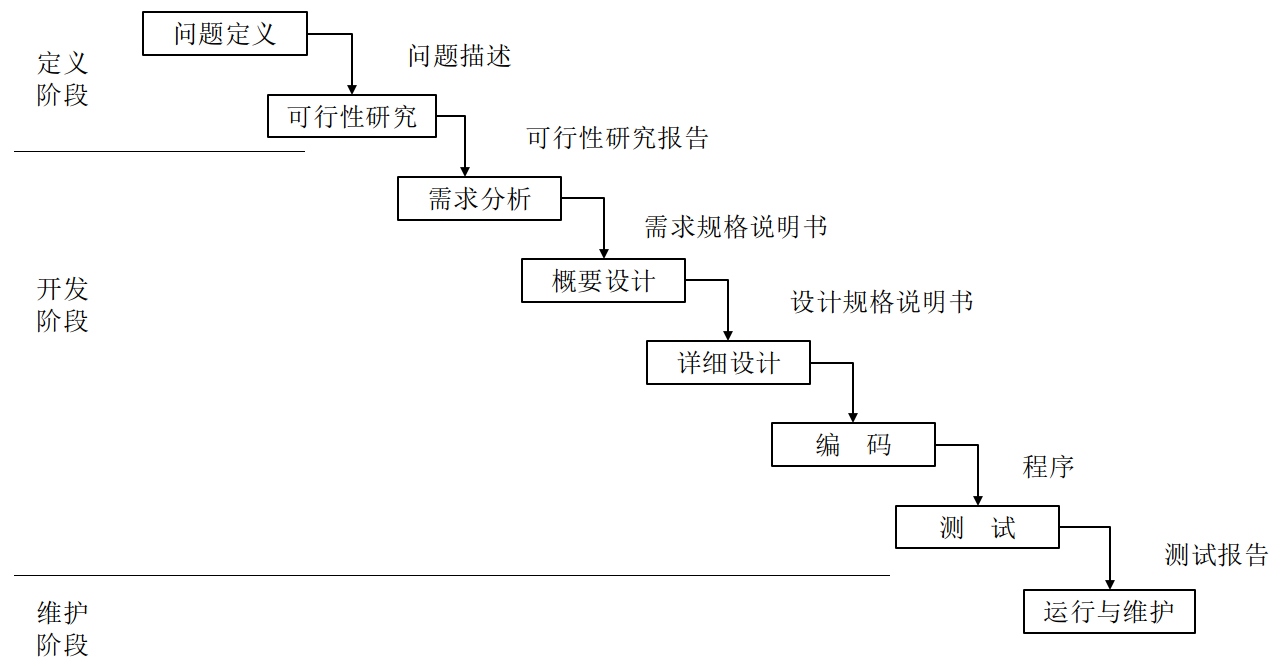 问题定义
定义
阶段
问题描述
可行性研究
可行性研究报告
需求分析
需求规格说明书
概要设计
开发
阶段
设计规格说明书
详细设计
编 码
程序
测 试
测试报告
运行与维护
维护
阶段